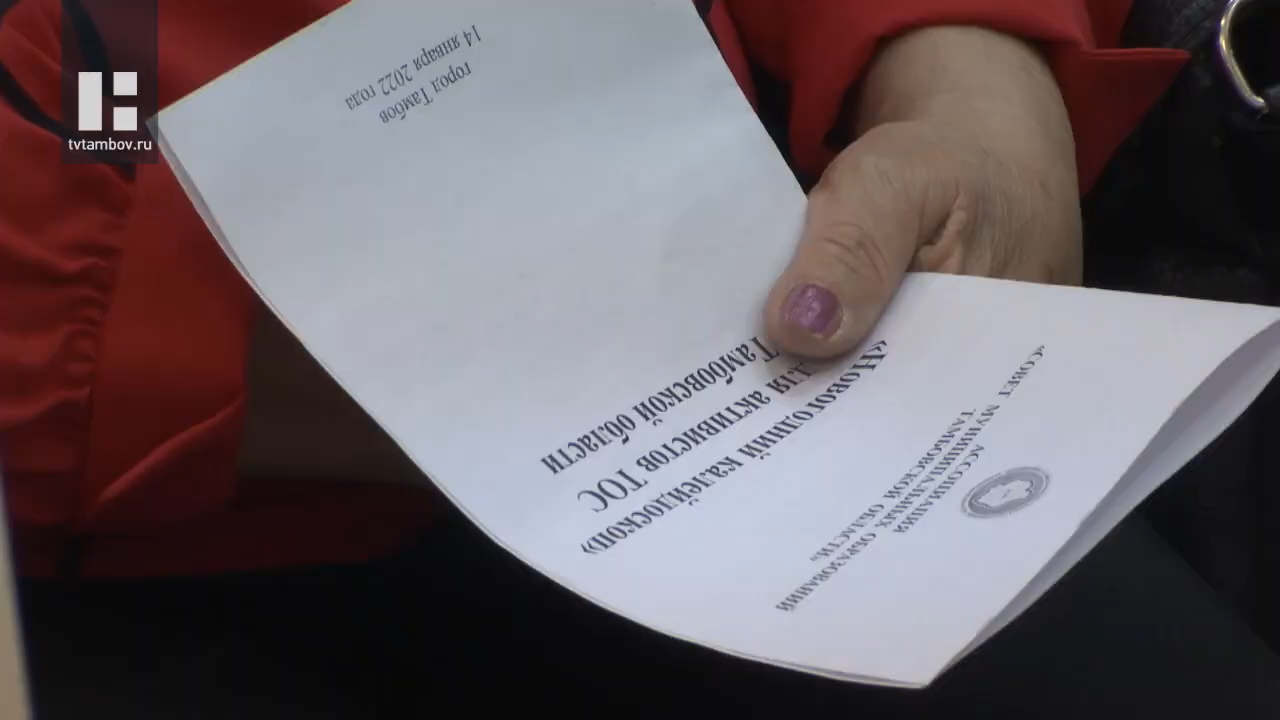 tvtambov.ru
АССОЦИАЦИЯ
«СОВЕТ МУНИЦИПАЛЬНЫХ ОБРАЗОВАНИЙ
ТАМБОВСКОЙ ОБЛАСТИ»
«Новогодний калейдоскоп»
для активистов ТОС
Тамбовской области
город Тамбов
14 января 2022 года